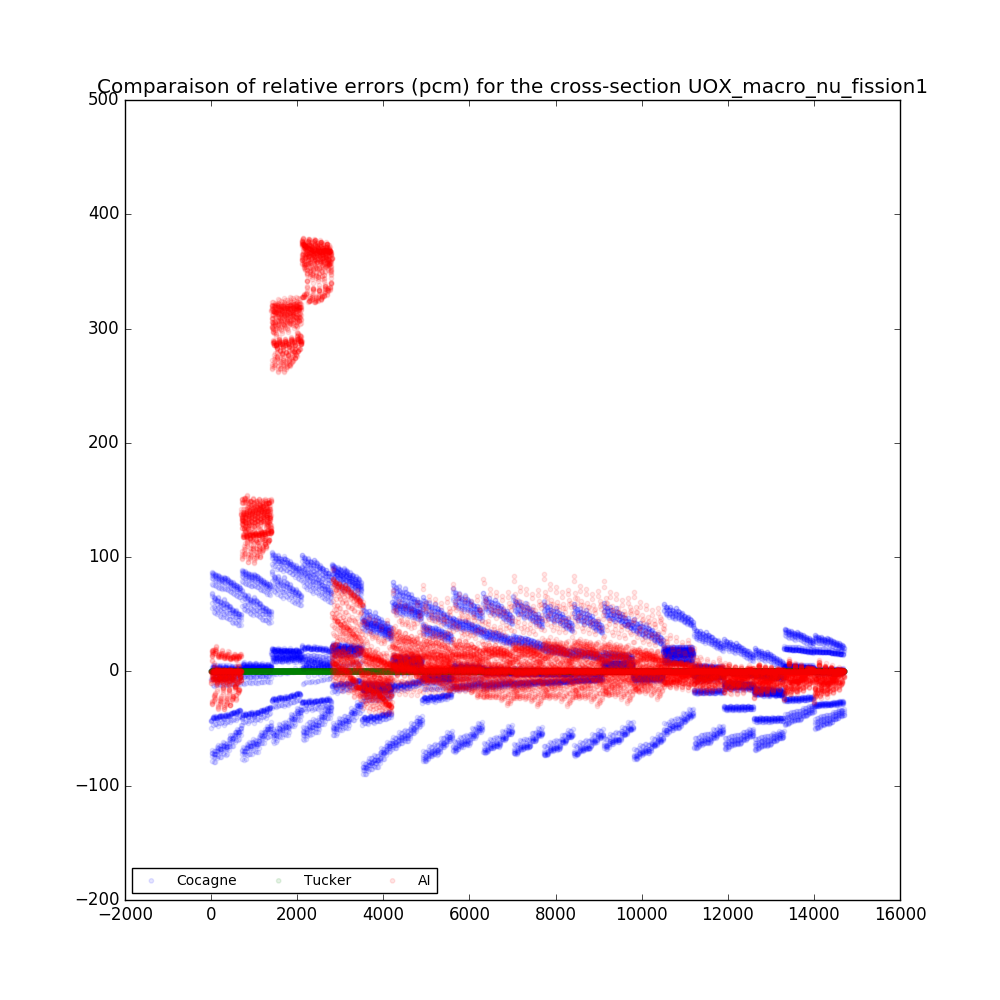 Comparaison of relative errors (pcm) for the cross-section UOX_macro_nu_fission1
500
400
300
200
100
0
−100
−200
−2000 0 2000 4000 6000 8000 10000 12000 14000 16000
Cocagne Tucker AI